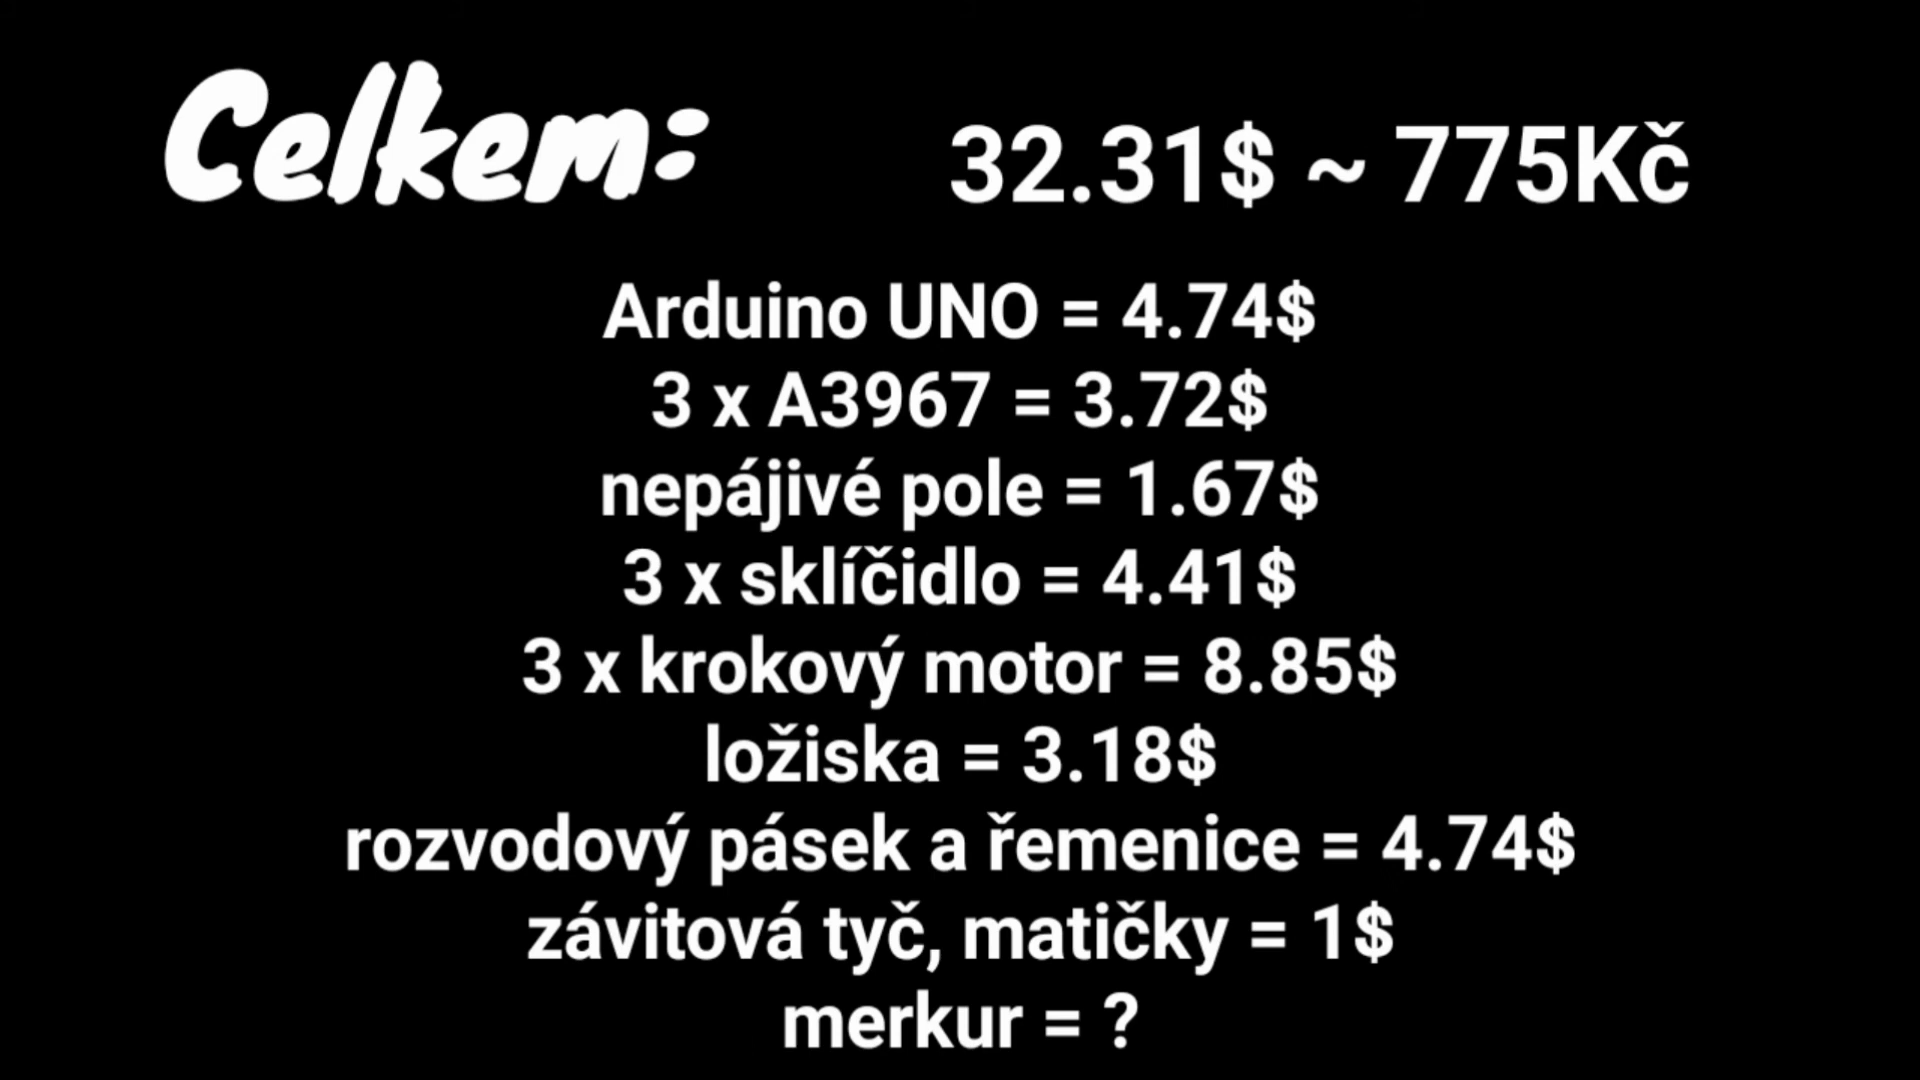 Celkem:
32.31$ ~ 775Kč
Arduino UNO = 4.74$
3 x A3967 = 3.72$
nepájivé pole = 1.67$
3 x sklíčidlo = 4.41$
3 x krokový motor = 8.85$
ložiska = 3.18$
rozvodový pásek a řemenice = 4.74$
závitová tyč, matičky = 1$
merkur = ?